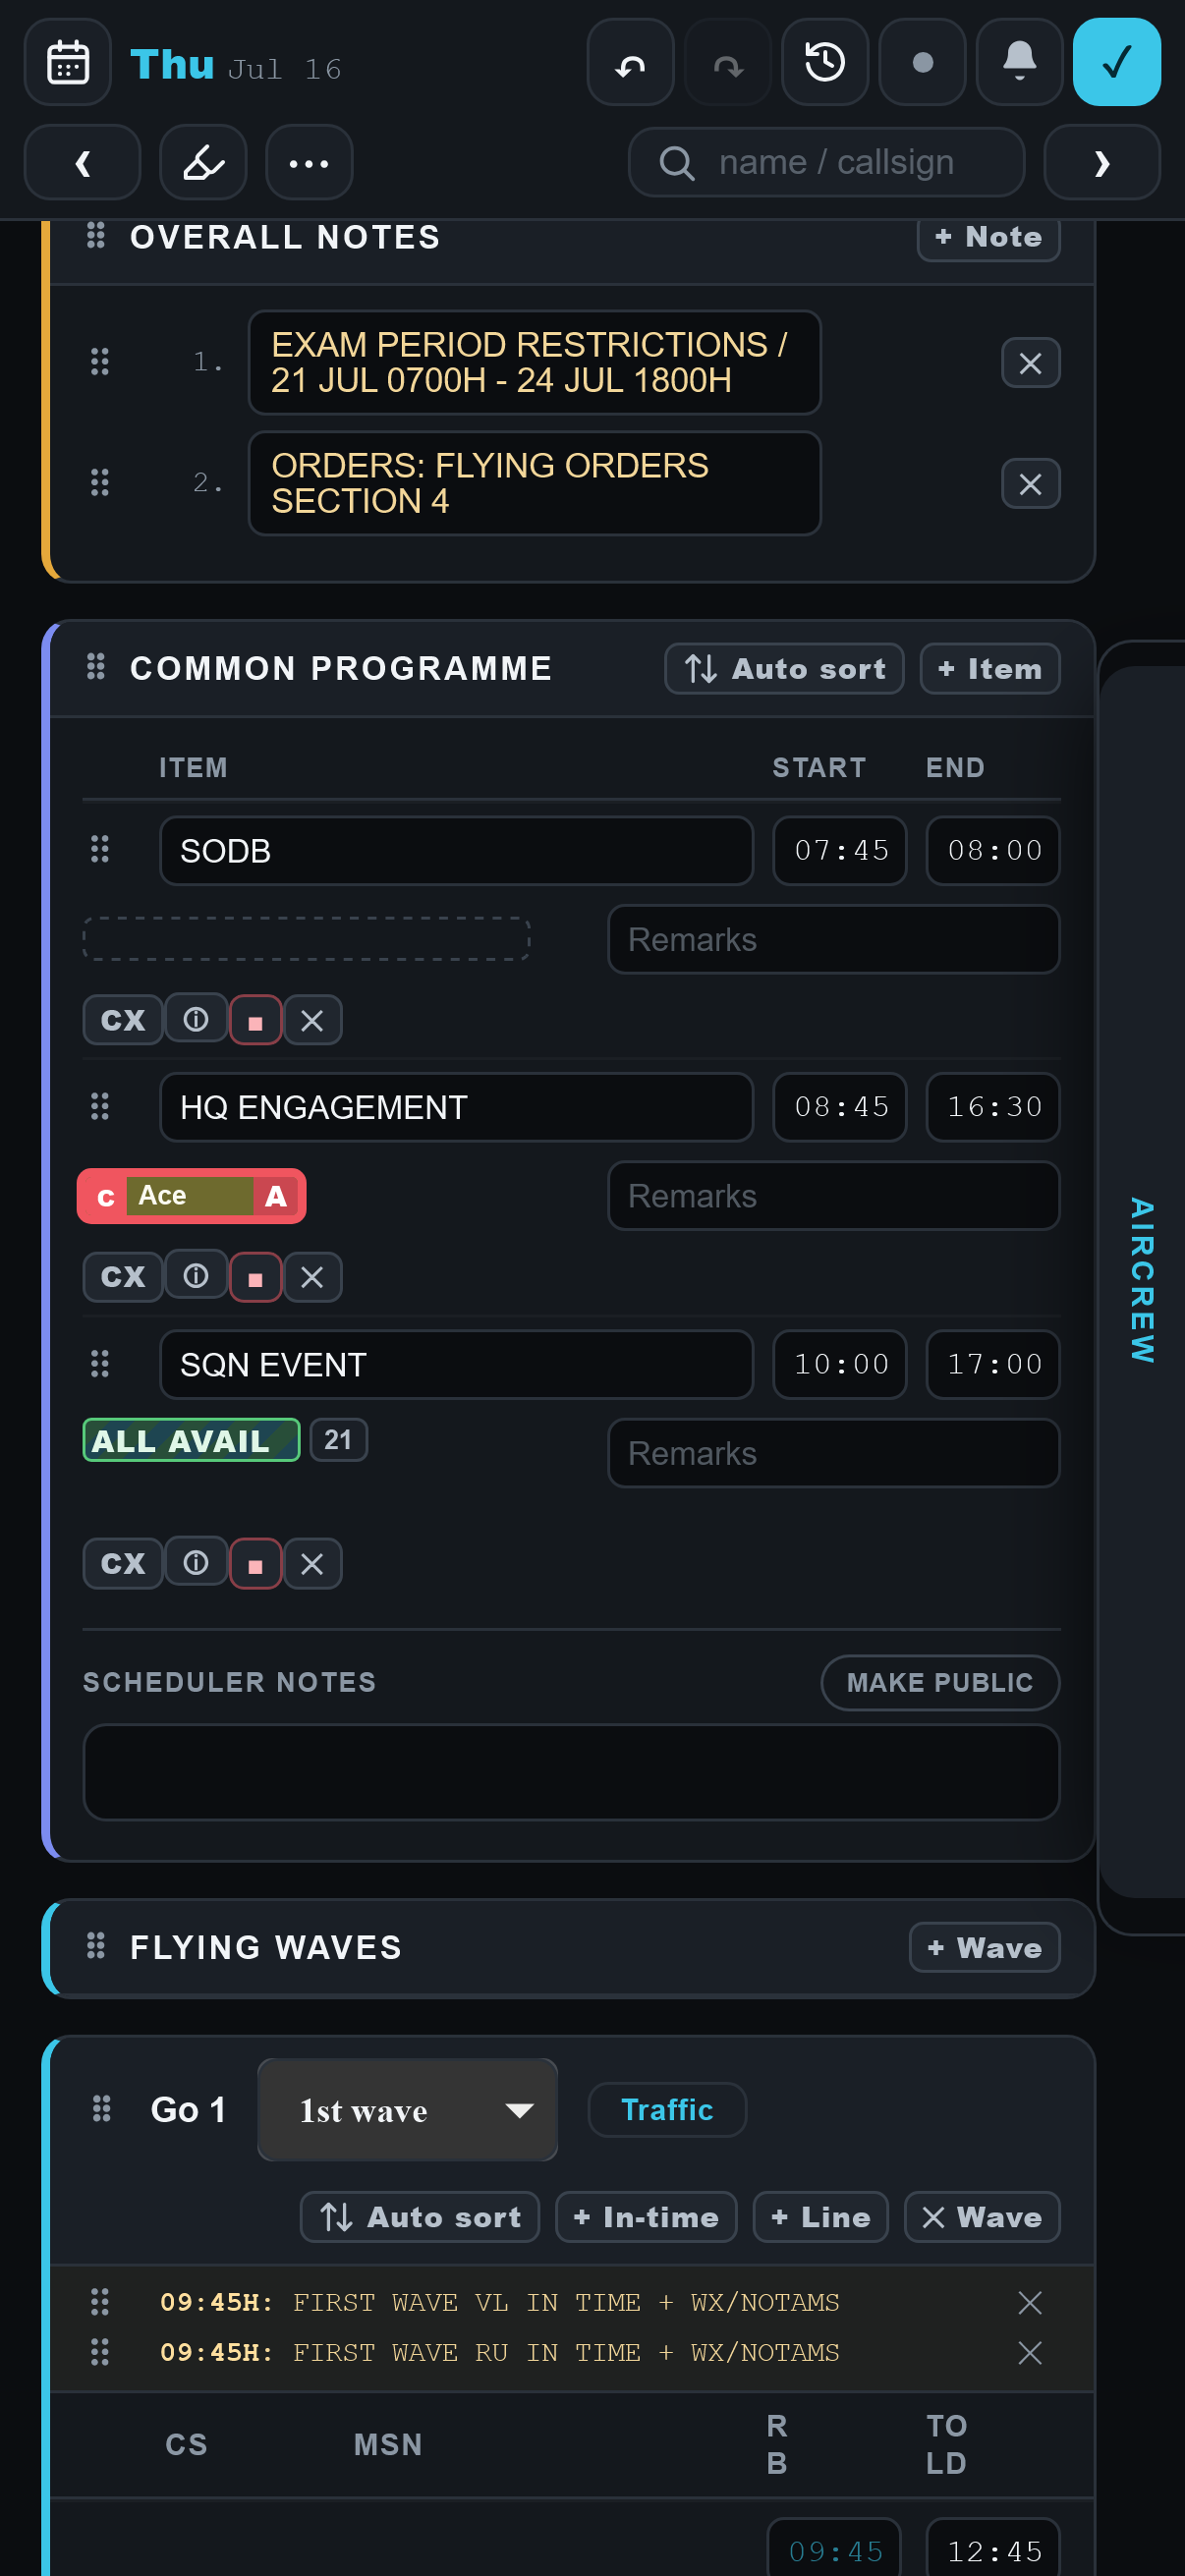 Thu Jul 16
name / callsign
OVERALL NOTES + Note
1. EXAM PERIOD RESTRICTIONS /
21 JUL 0700H - 24 JUL 1800H
2. ORDERS: FLYING ORDERS
SECTION 4
COMMON PROGRAMME Auto sort + Item
ITEM START END
SODB 07:45 08:00
Remarks
CX
HQ ENGAGEMENT 08:45 16:30
C Ace A Remarks
CX
SQN EVENT 10:00 17:00
ALL AVAIL 21 Remarks
CX
SCHEDULER NOTES MAKE PUBLIC
AIRCREW
FLYING WAVES + Wave
Go 1 1st wave Traffic
Auto sort + In-time + Line × Wave
09:45H: FIRST WAVE VL IN TIME + WX/NOTAMS
09:45H: FIRST WAVE RU IN TIME + WX/NOTAMS
CS MSN R TO
B LD
09:45 12:45